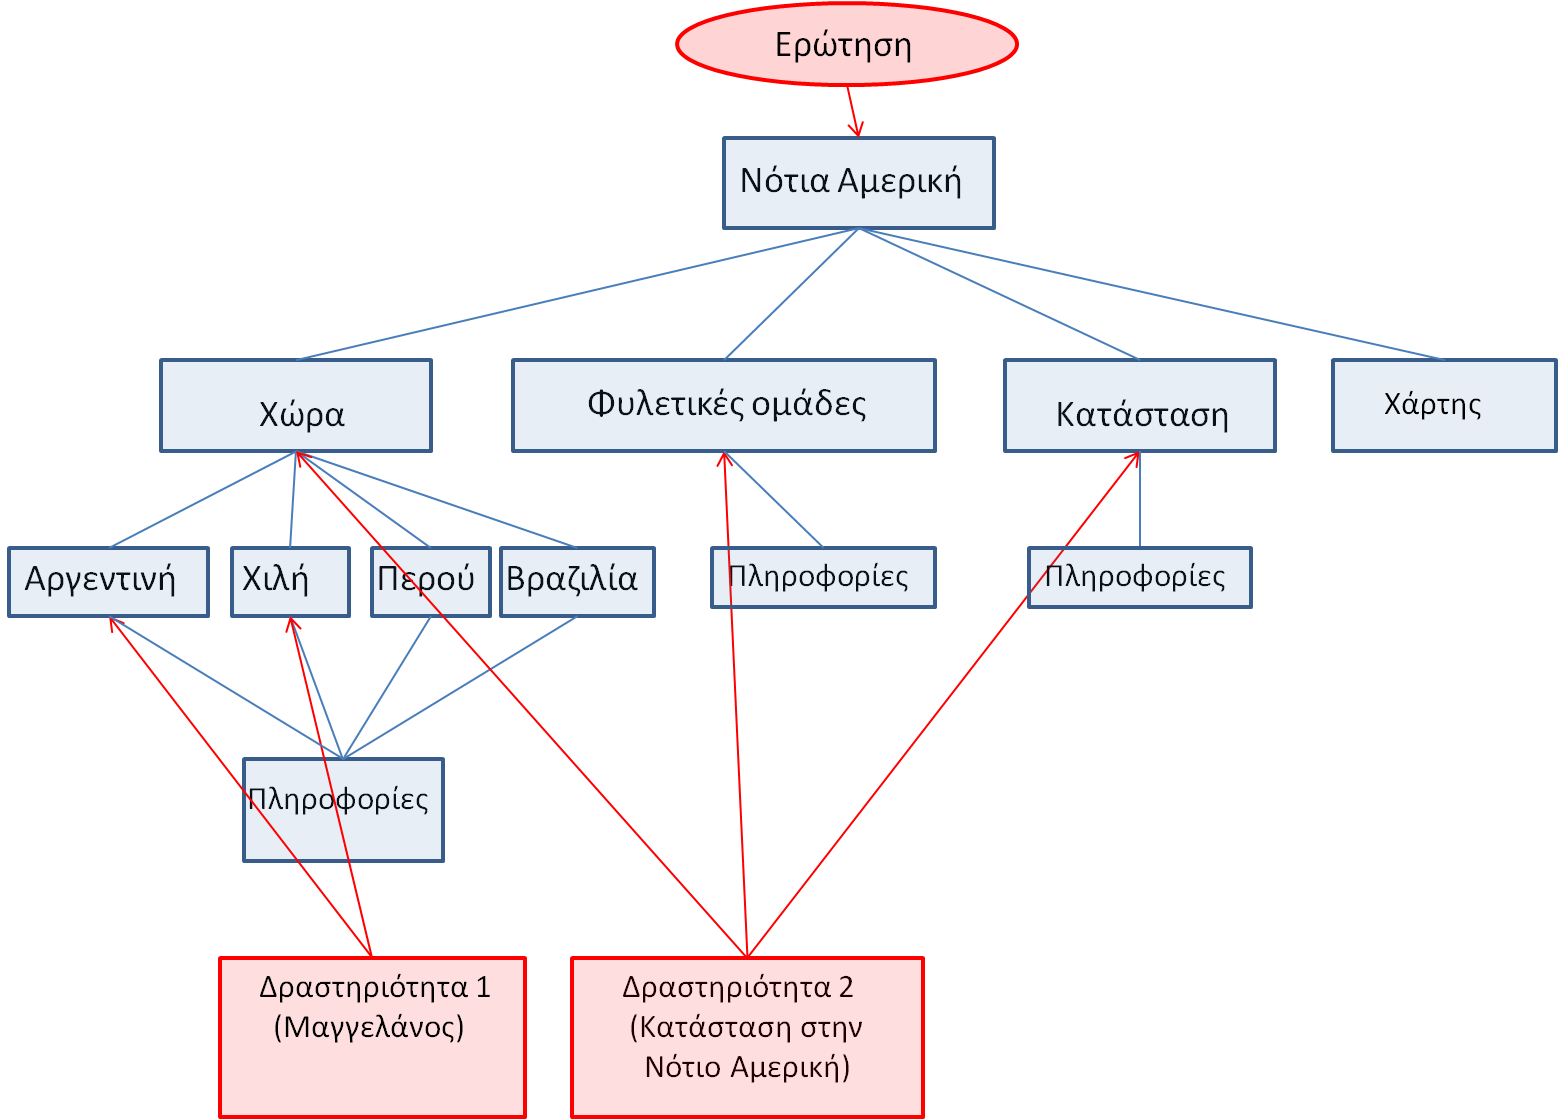 Ερώτηση
Νότια Αμερική
Χώρα
Φυλετικές ομάδες
Κατάσταση
Χάρτης
Αργεντινή
Χιλή
Περού
Βραζιλία
Πληροφορίες
Πληροφορίες
Πληροφορίες
Δραστηριότητα 1
(Μαγγελάνος)
Δραστηριότητα 2
(Κατάσταση στην
Νότιο Αμερική)